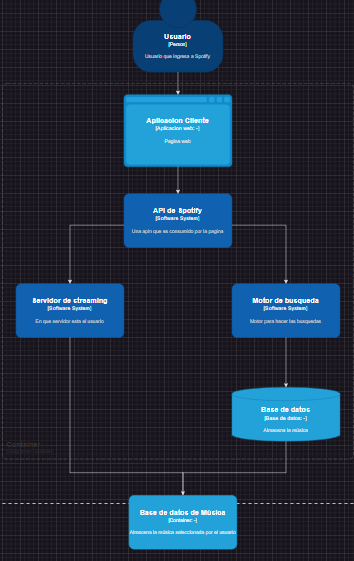 Usuario
[Person]
Usuario que ingresa a Spotify
Aplicacion Cliente
[Aplicacion web: -]
Pagina web
API de Spotify
[Software System]
Una apin que es consumido por la pagina
Servidor de streaming
[Software System]
En que servidor esta el usuario
Motor de busqueda
[Software System]
Motor para hacer las busquedas
Base de datos
[Base de datos: -]
Almacena la música
Container
Base de datos de Música
[Container: -]
Almacena la música seleccionada por el usuario